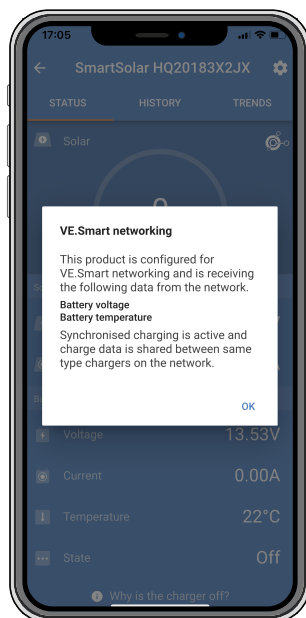 17:05
SmartSolar HQ20183X2JX
STATUS HISTORY TRENDS
Solar
VE.Smart networking
This product is configured for
VE.Smart networking and is receiving
the following data from the network.
Battery voltage
Battery temperature
Synchronised charging is active and
charge data is shared between same
type chargers on the network.
OK
Voltage 13.53V
Current 0.00A
Temperature 22°C
State Off
Why is the charger off?